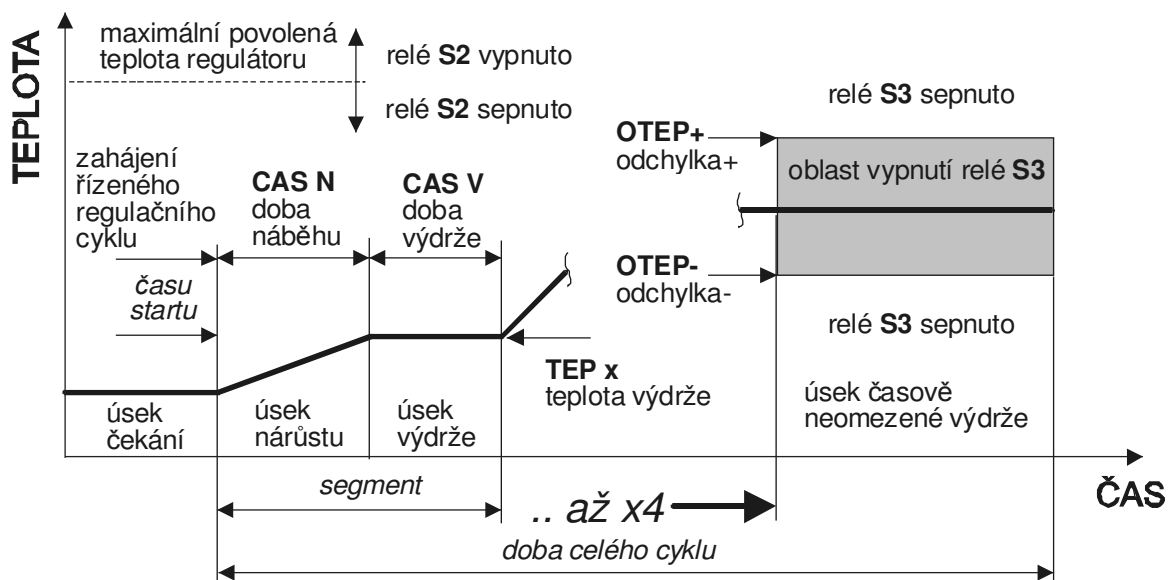 TEPLOTA
maximální povolená
teplota regulátoru
relé S2 vypnuto
relé S2 sepnuto
zahájení
řízeného
regulačního
cyklu
času
startu
CAS N
doba
náběhu
CAS V
doba
výdrže
relé S3 sepnuto
OTEP+
odchylka+
oblast vypnutí relé S3
OTEP-
odchylka-
relé S3 sepnuto
TEP x
teplota výdrže
úsek
čekání
úsek
nárůstu
úsek
výdrže
úsek časově
neomezené výdrže
ČAS
segment
.. až x4
doba celého cyklu